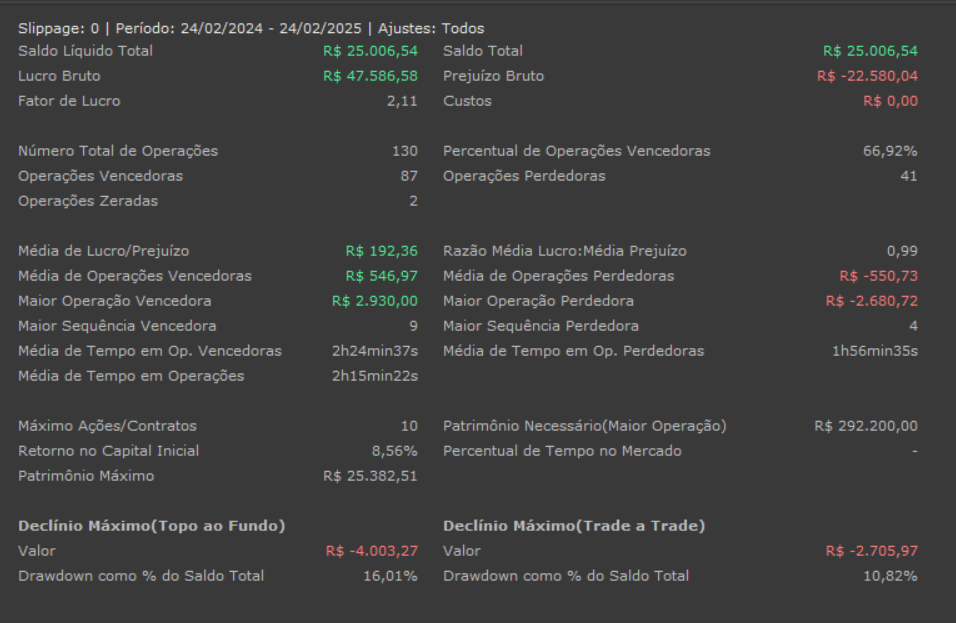 Slippage: 0 | Período: 24/02/2024 - 24/02/2025 | Ajustes: Todos
Saldo Líquido Total R$ 25.006,54 Saldo Total R$ 25.006,54
Lucro Bruto R$ 47.586,58 Prejuízo Bruto R$ -22.580,04
Fator de Lucro 2,11 Custos R$ 0,00
Número Total de Operações 130 Percentual de Operações Vencedoras 66,92%
Operações Vencedoras 87 Operações Perdedoras 41
Operações Zeradas 2
Média de Lucro/Prejuízo R$ 192,36 Razão Média Lucro:Média Prejuízo 0,99
Média de Operações Vencedoras R$ 546,97 Média de Operações Perdedoras R$ -550,73
Maior Operação Vencedora R$ 2.930,00 Maior Operação Perdedora R$ -2.680,72
Maior Sequência Vencedora 9 Maior Sequência Perdedora 4
Média de Tempo em Op. Vencedoras 2h24min37s Média de Tempo em Op. Perdedoras 1h56min35s
Média de Tempo em Operações 2h15min22s
Máximo Ações/Contratos 10 Patrimônio Necessário(Maior Operação) R$ 292.200,00
Retorno no Capital Inicial 8,56% Percentual de Tempo no Mercado -
Patrimônio Máximo R$ 25.382,51
Declínio Máximo(Topo ao Fundo) Declínio Máximo(Trade a Trade)
Valor R$ -4.003,27 Valor R$ -2.705,97
Drawdown como % do Saldo Total 16,01% Drawdown como % do Saldo Total 10,82%